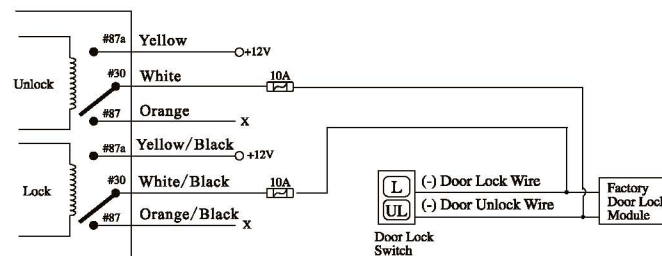 #87a Yellow
+12V
#30 White
10A
Unlock
#87 Orange
X
#87a Yellow/Black
+12V
#30 White/Black
10A
Lock
#87 Orange/Black
X
L (-) Door Lock Wire
UL (-) Door Unlock Wire
Factory
Door Lock
Module
Door Lock
Switch